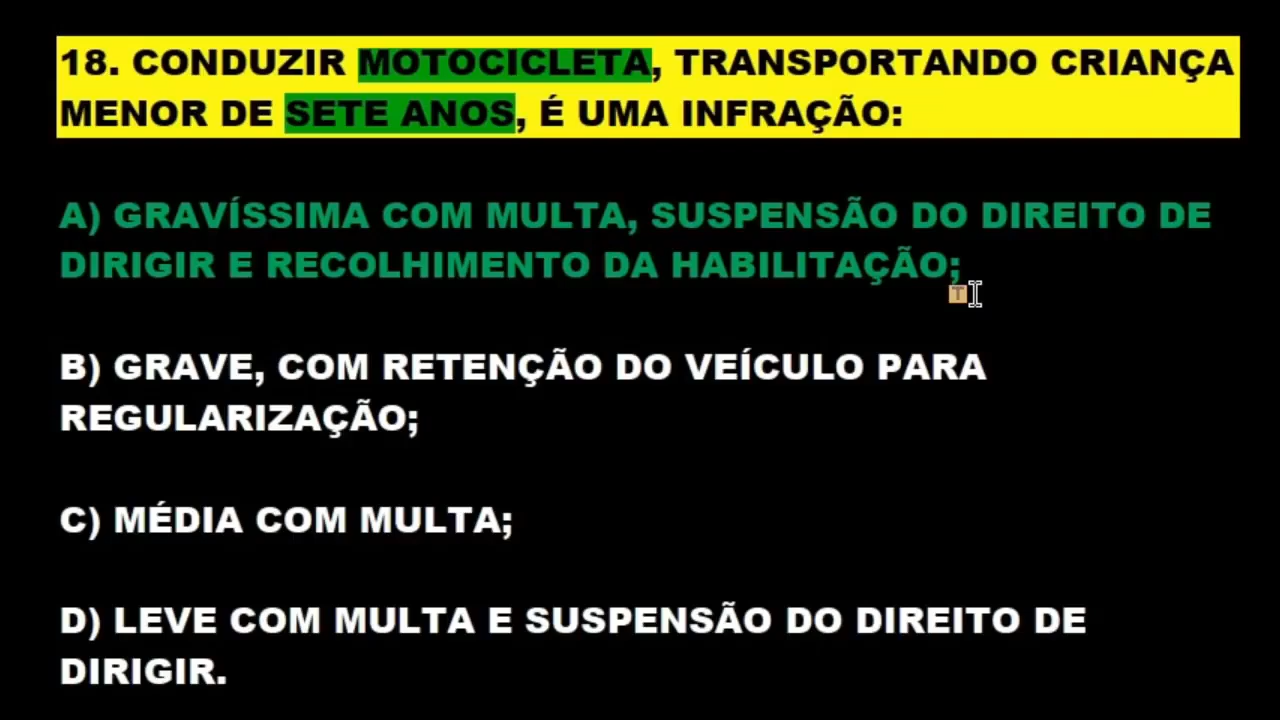 18. CONDUZIR MOTOCICLETA, TRANSPORTANDO CRIANÇA
MENOR DE SETE ANOS, É UMA INFRAÇÃO:
A) GRAVÍSSIMA COM MULTA, SUSPENSÃO DO DIREITO DE
DIRIGIR E RECOLHIMENTO DA HABILITAÇÃO;
T
B) GRAVE, COM RETENÇÃO DO VEÍCULO PARA
REGULARIZAÇÃO;
C) MÉDIA COM MULTA;
D) LEVE COM MULTA E SUSPENSÃO DO DIREITO DE
DIRIGIR.